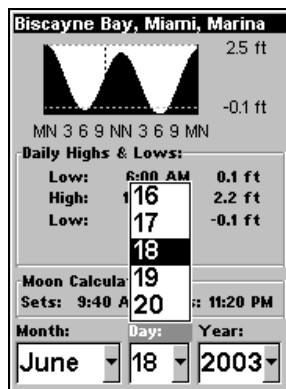 Biscayne Bay, Miami, Marina
2.5 ft
-0.1 ft
MN 3 6 9 NN 3 6 9 MN
Daily Highs & Lows:
Low: 6:00 AM 0.1 ft
High: 2.2 ft
Low: -0.1 ft
16
17
18
19
20
Moon
Sets: 9:40 11:20 PM
Month: Day: Year:
June 18 2003